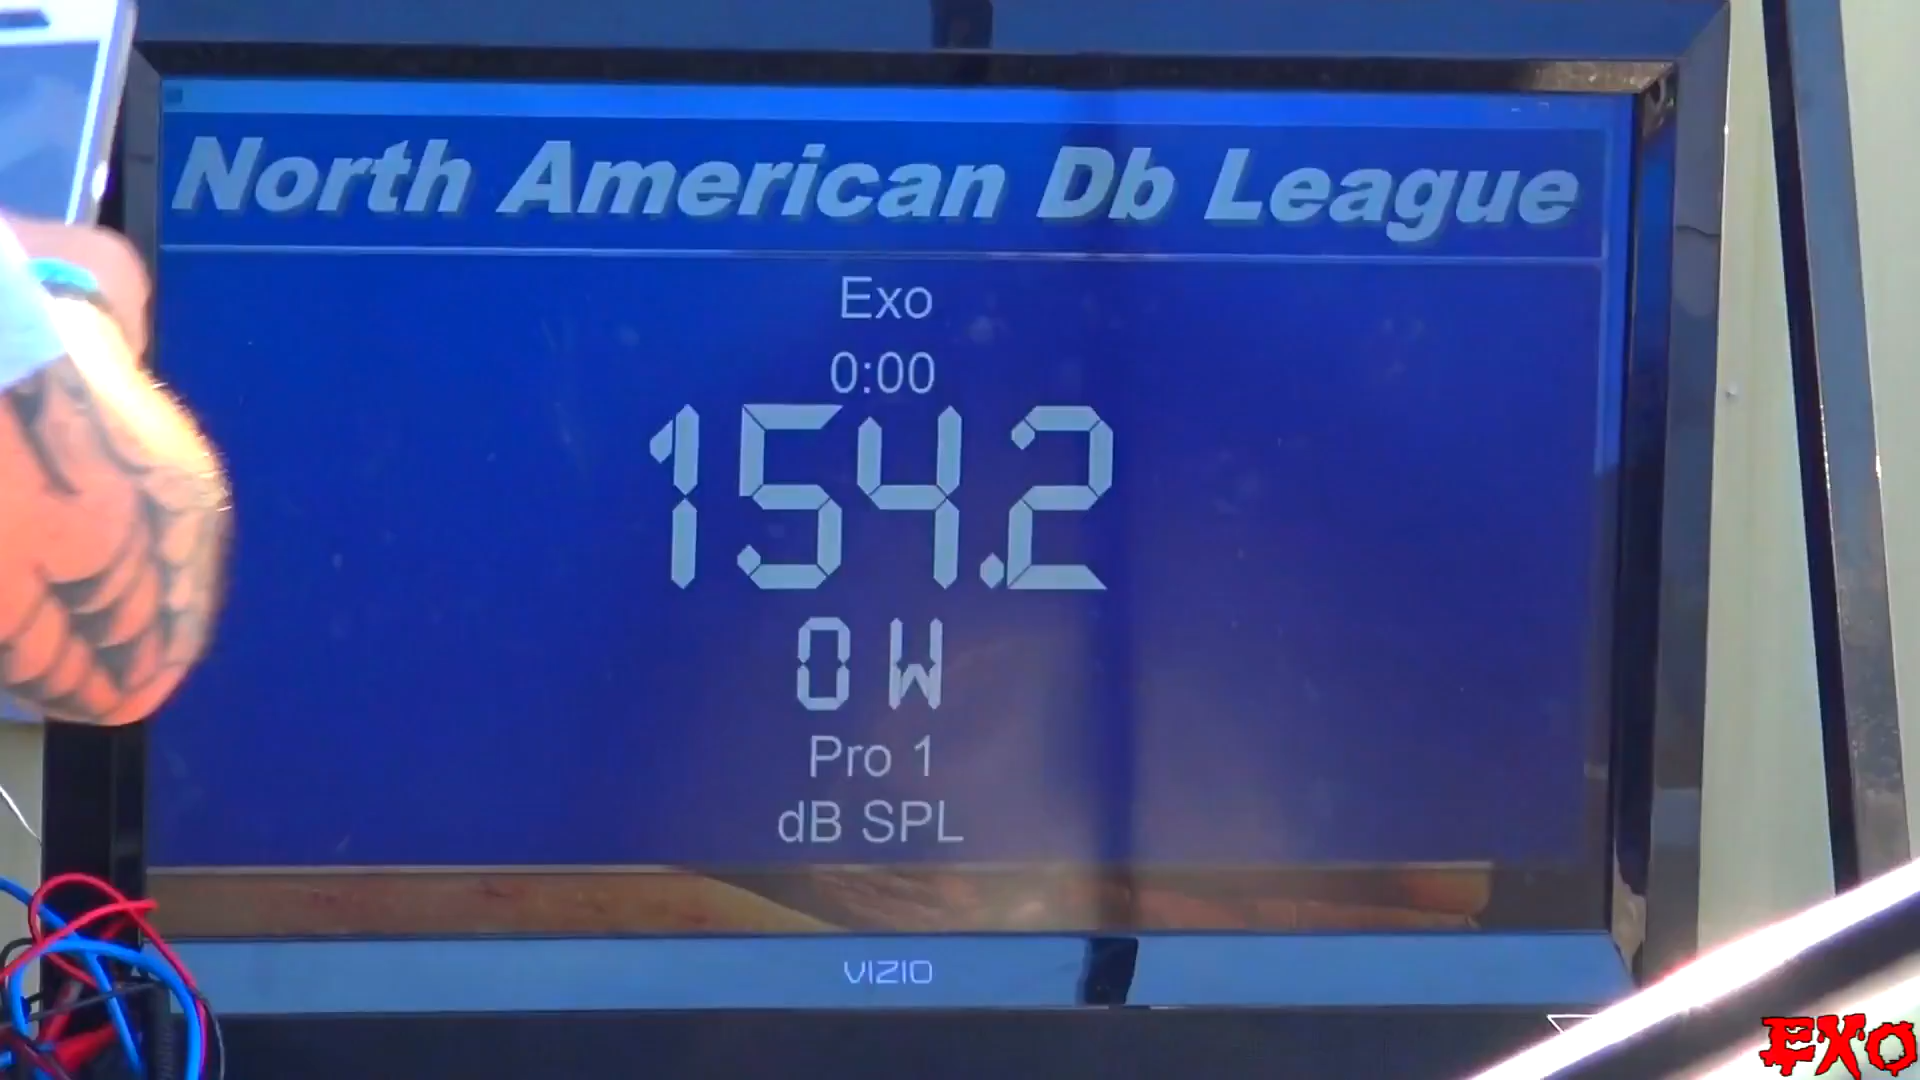 North American Db League
Exo
0:00
154.2
0 W
Pro 1
dB SPL
VIZIO
EXO